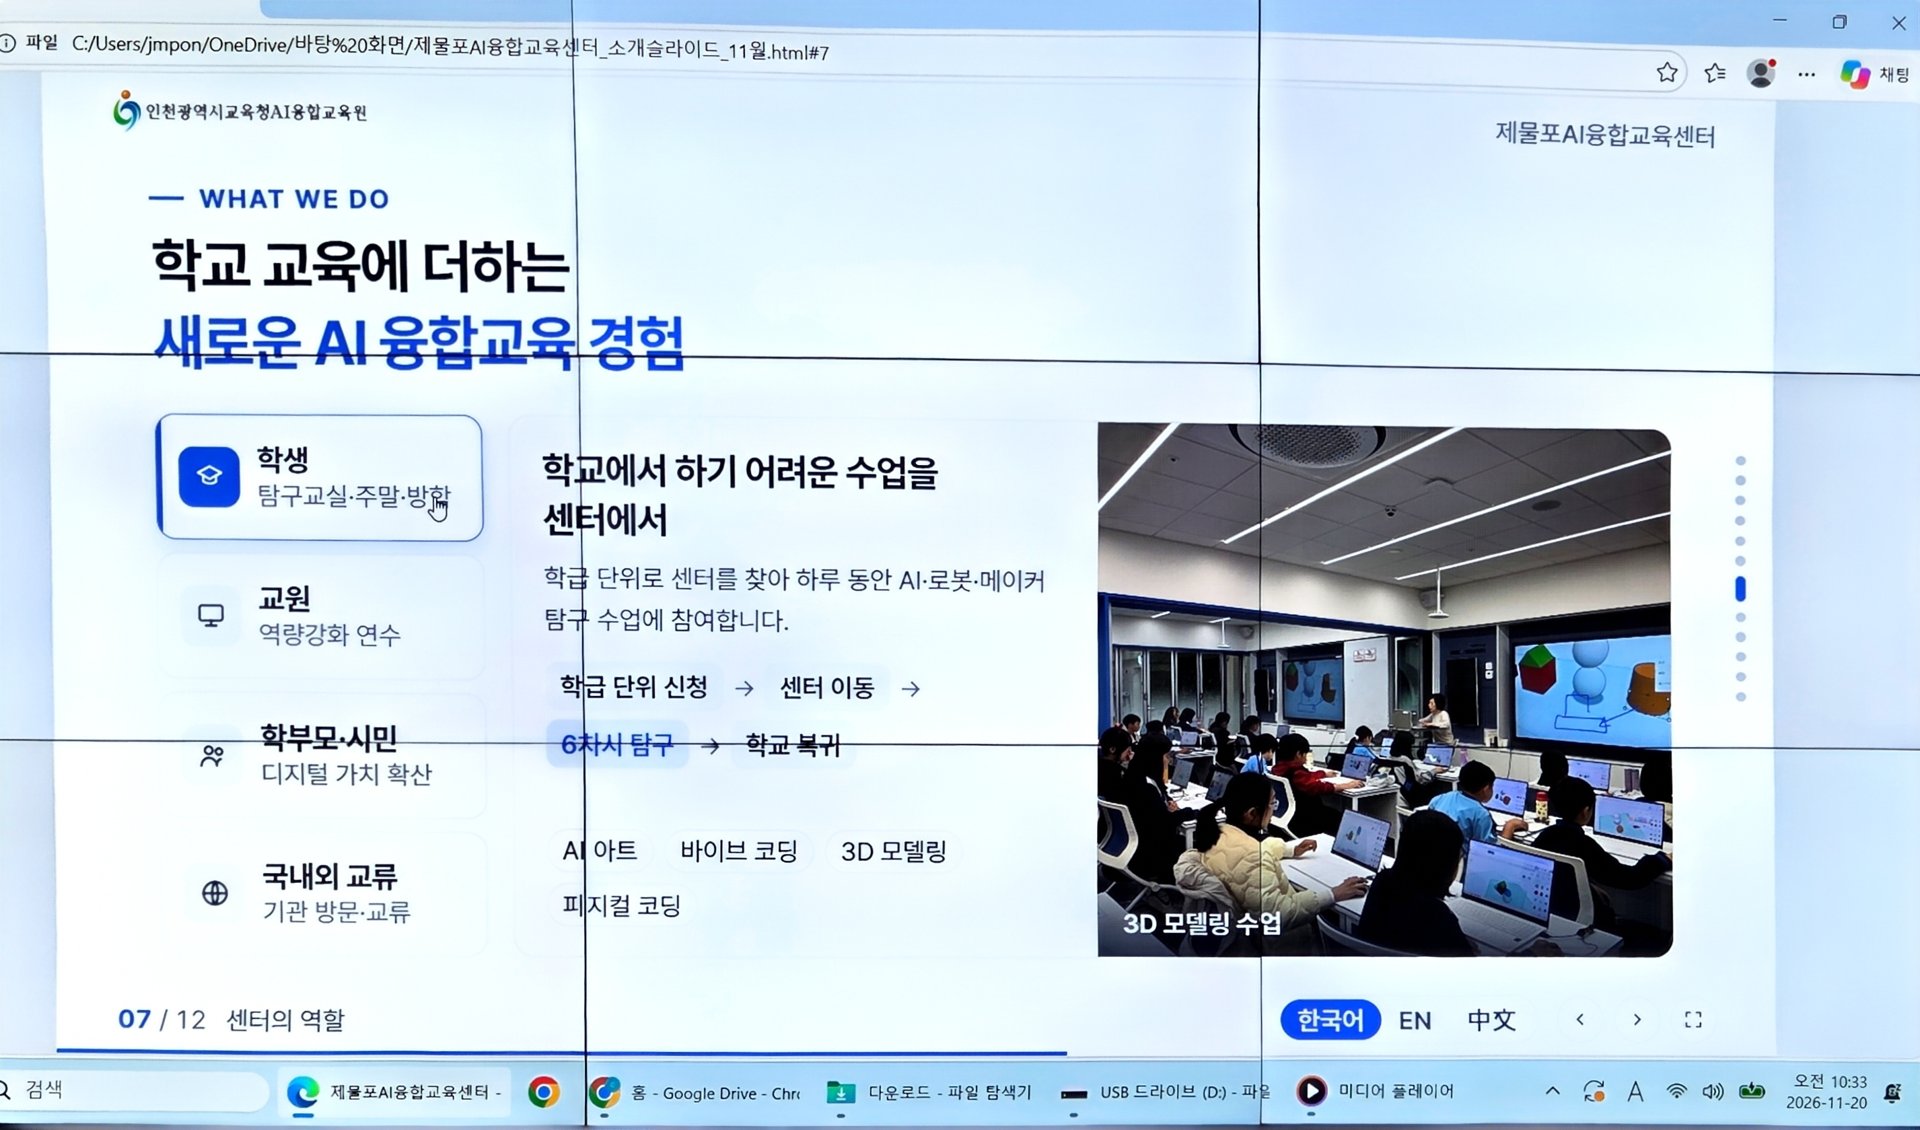 파일 C:/Users/jmpon/OneDrive/바탕%20화면/제물포AI융합교육센터_소개슬라이드_11월.html#7
채팅
인천광역시교육청AI융합교육원
제물포AI융합교육센터
WHAT WE DO
학교 교육에 더하는
새로운 AI 융합교육 경험
학생
탐구교실·주말·방학
교원
역량강화 연수
학부모·시민
디지털 가치 확산
국내외 교류
기관 방문·교류
학교에서 하기 어려운 수업을
센터에서
학급 단위로 센터를 찾아 하루 동안 AI·로봇·메이커
탐구 수업에 참여합니다.
학급 단위 신청 → 센터 이동 →
6차시 탐구 → 학교 복귀
AI 아트 바이브 코딩 3D 모델링
피지컬 코딩
3D 모델링 수업
07 / 12 센터의 역할
한국어 EN 中文
검색
제물포AI융합교육센터 -
홈 - Google Drive - Chro
다운로드 - 파일 탐색기
USB 드라이브 (D:) - 파일
미디어 플레이어
A
오전 10:33
2026-11-20